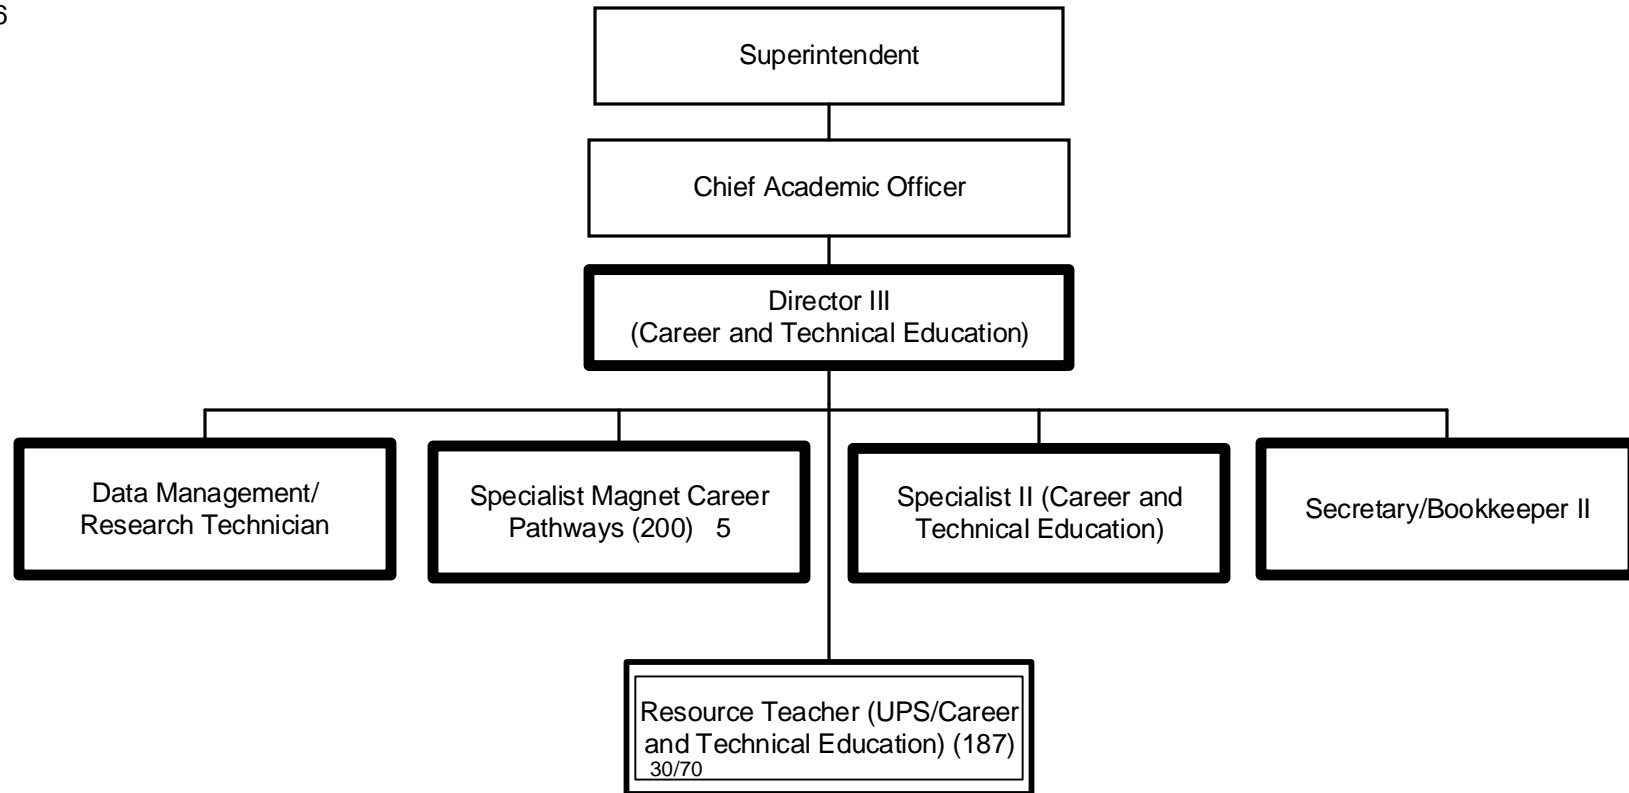 6
Superintendent
Chief Academic Officer
Director III
(Career and Technical Education)
Data Management/
Research Technician
Specialist Magnet Career
Pathways (200) 5
Specialist II (Career and
Technical Education)
Secretary/Bookkeeper II
Resource Teacher (UPS/Career
and Technical Education) (187)
30/70